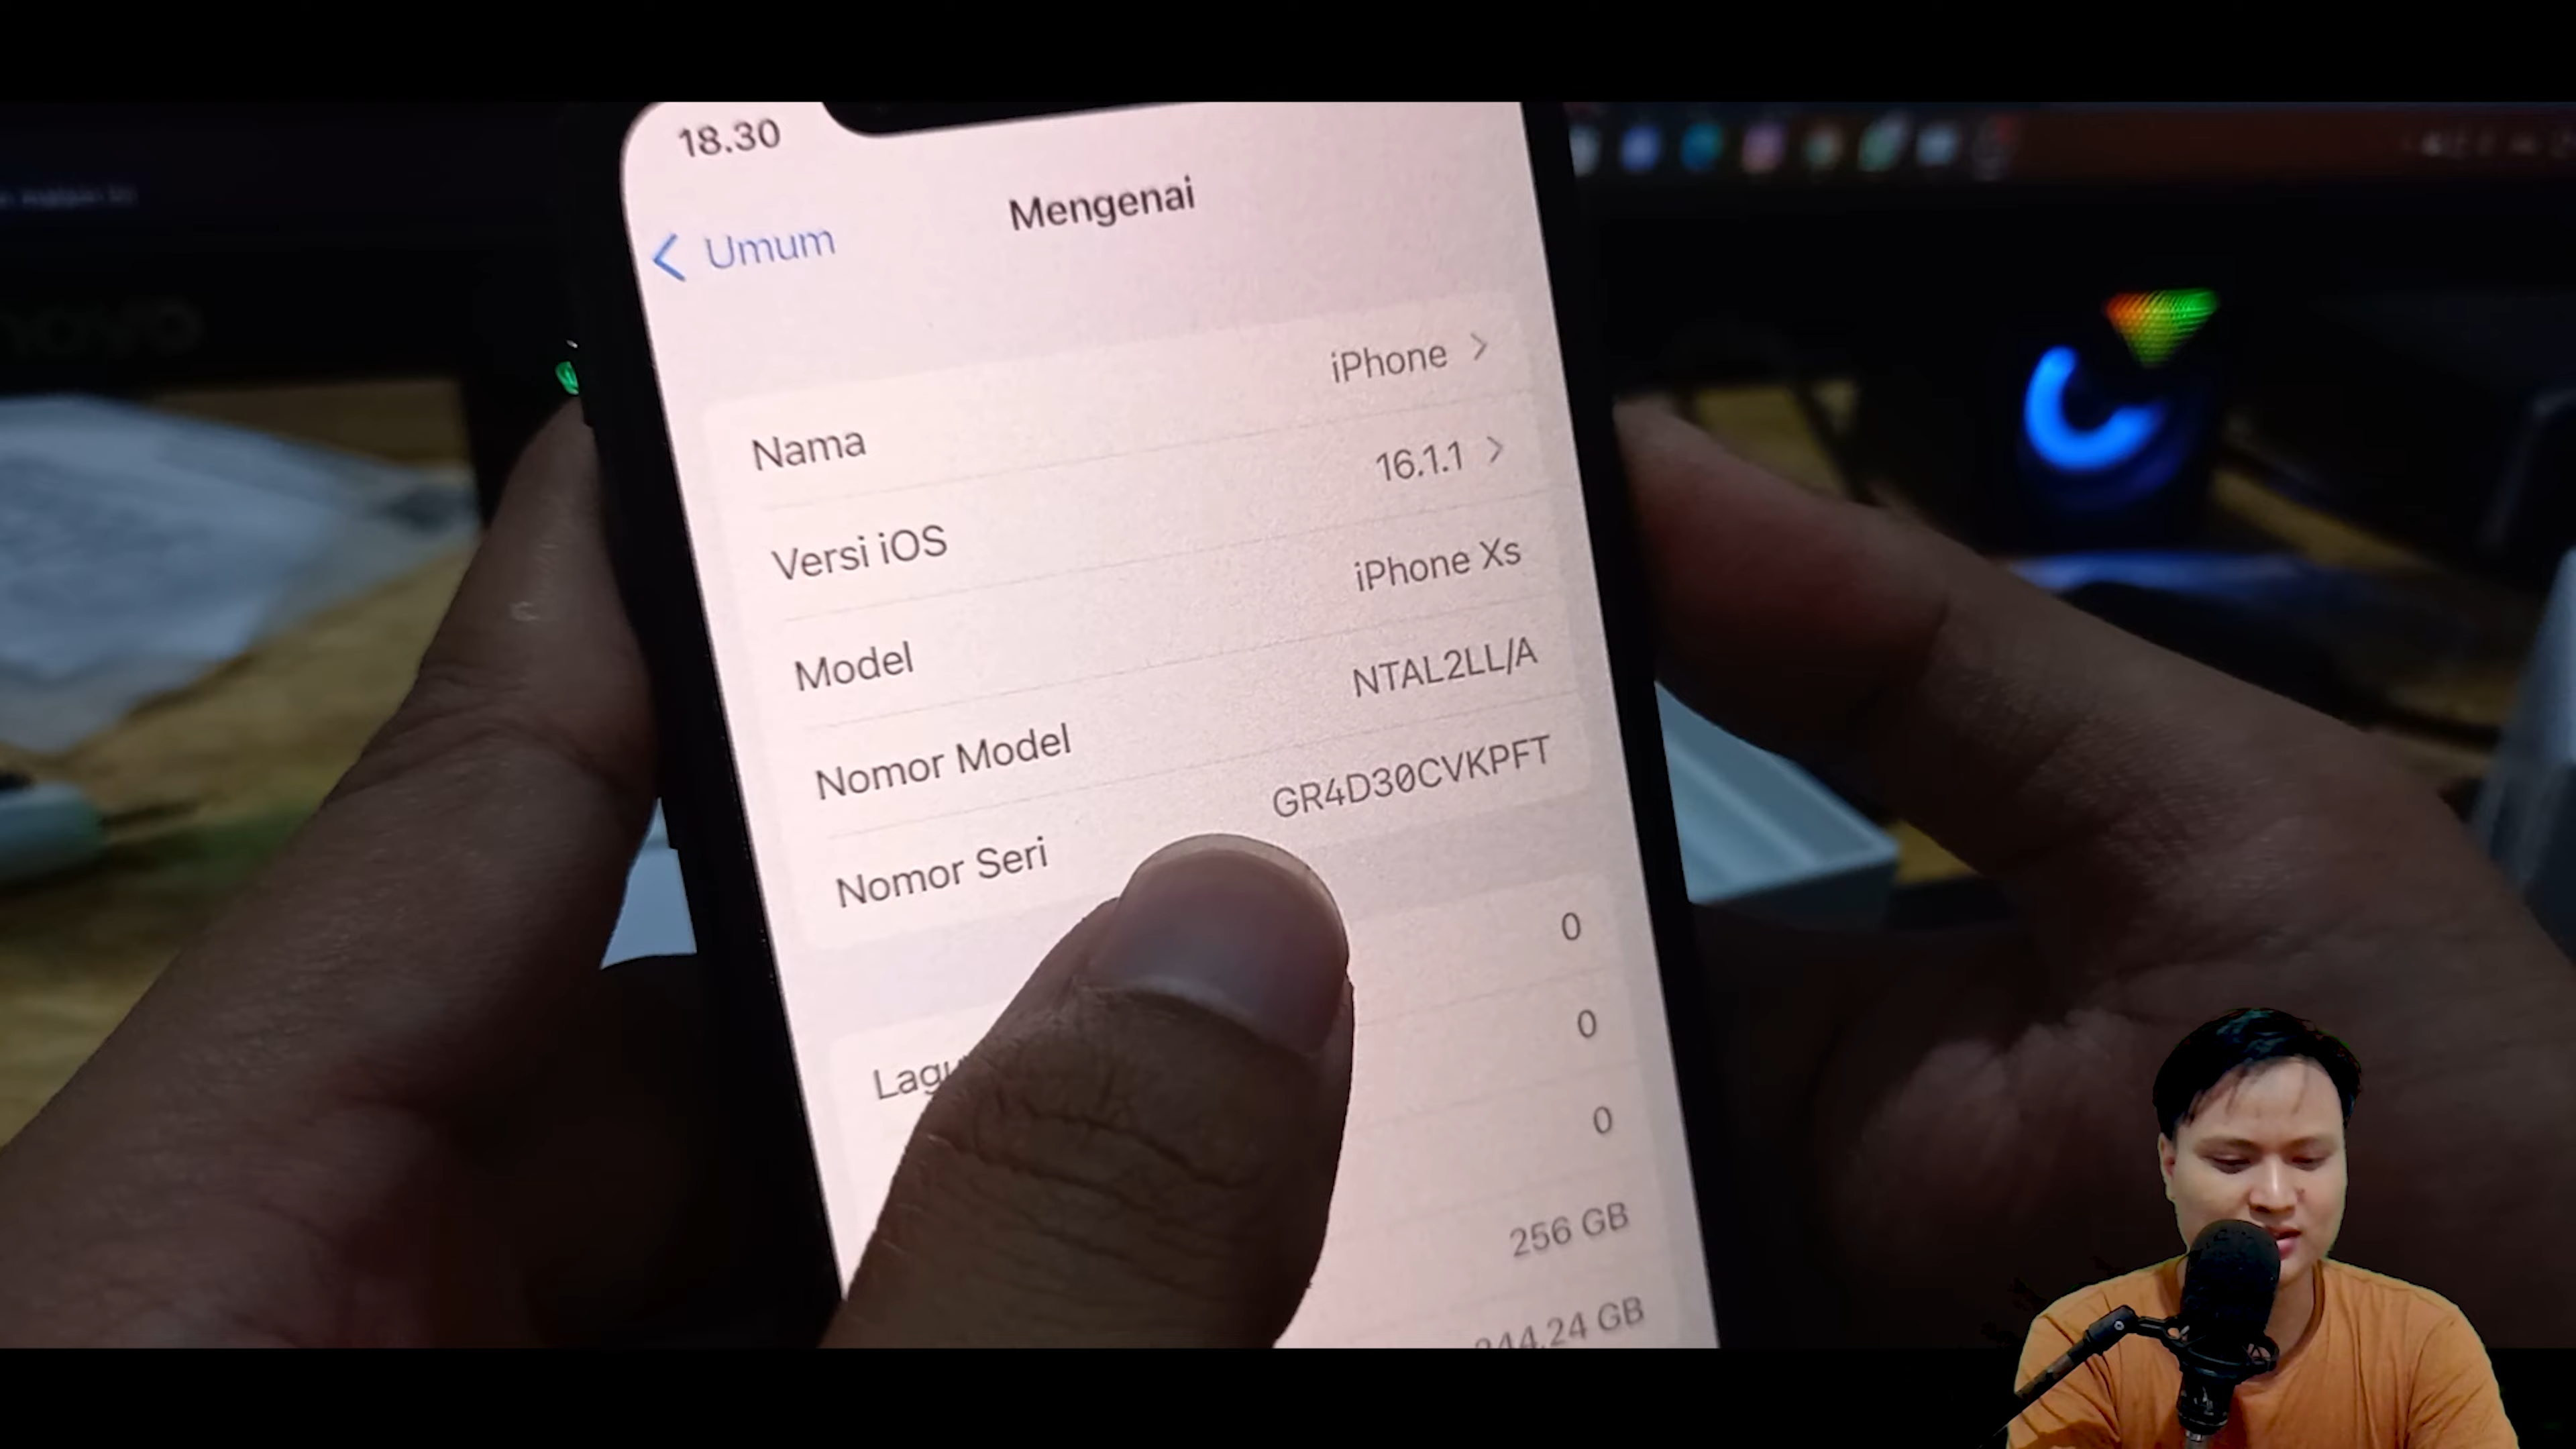 18.30
Mengenai
Umum
Nama
iPhone
Versi iOS
16.1.1
Model
iPhone Xs
Nomor Model
NTAL2LL/A
Nomor Seri
GR4D30CVKPFT
0
0
0
256 GB